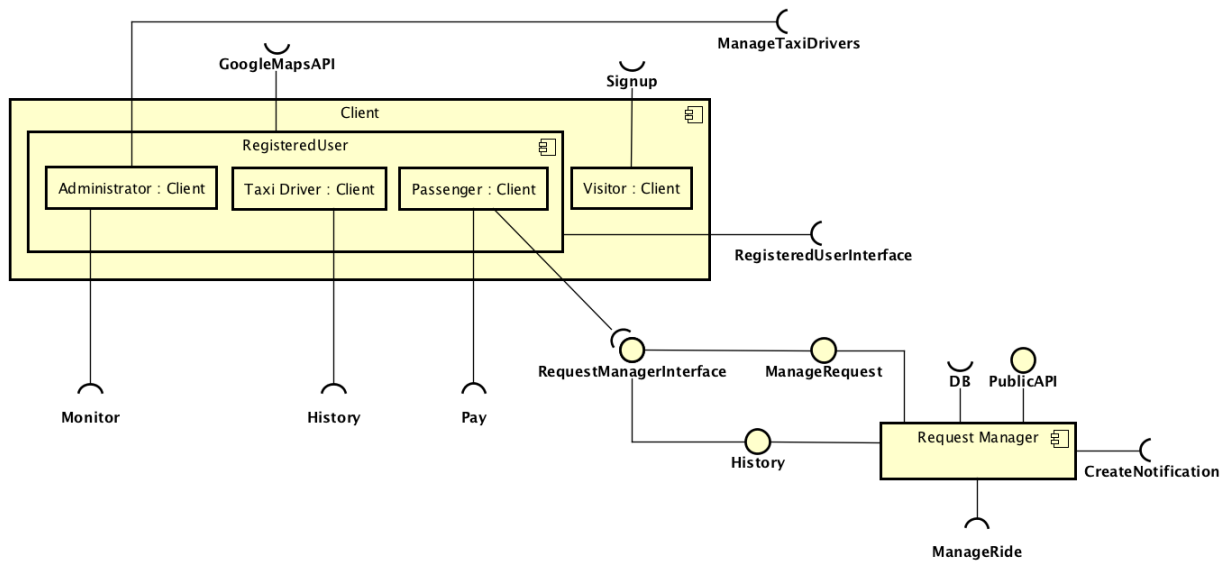 ManageTaxiDrivers
GoogleMapsAPI
Signup
Client
RegisteredUser
Administrator : Client
Taxi Driver : Client
Passenger : Client
Visitor : Client
RegisteredUserInterface
RequestManagerInterface
ManageRequest
DB
PublicAPI
Monitor
History
Pay
Request Manager
History
CreateNotification
ManageRide